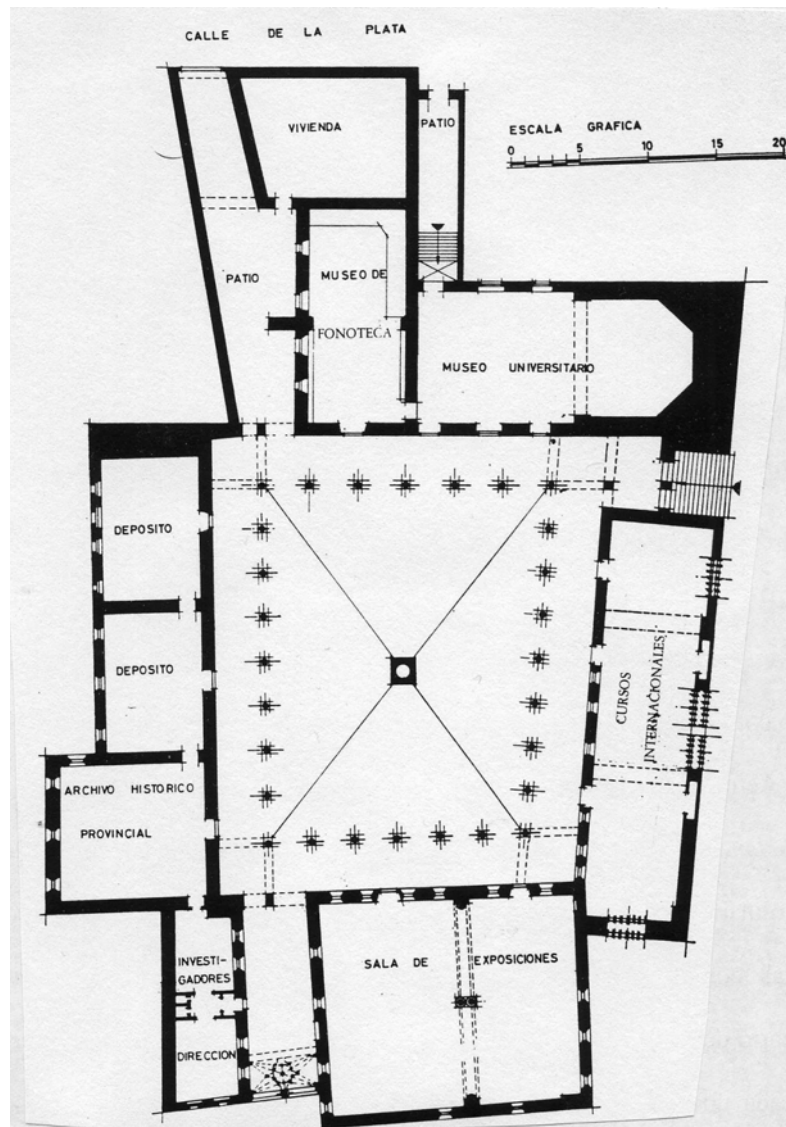 CALLE DE LA PLATA
VIVIENDA
PATIO
ESCALA GRAFICA
0 5 10 15 20
PATIO
MUSEO DE
FONOTECA
MUSEO UNIVERSITARIO
DEPOSITO
DEPOSITO
CURSOS
INTERNACIONALES
ARCHIVO HISTORICO
PROVINCIAL
INVESTI-
GADORES
SALA DE EXPOSICIONES
DIRECCION